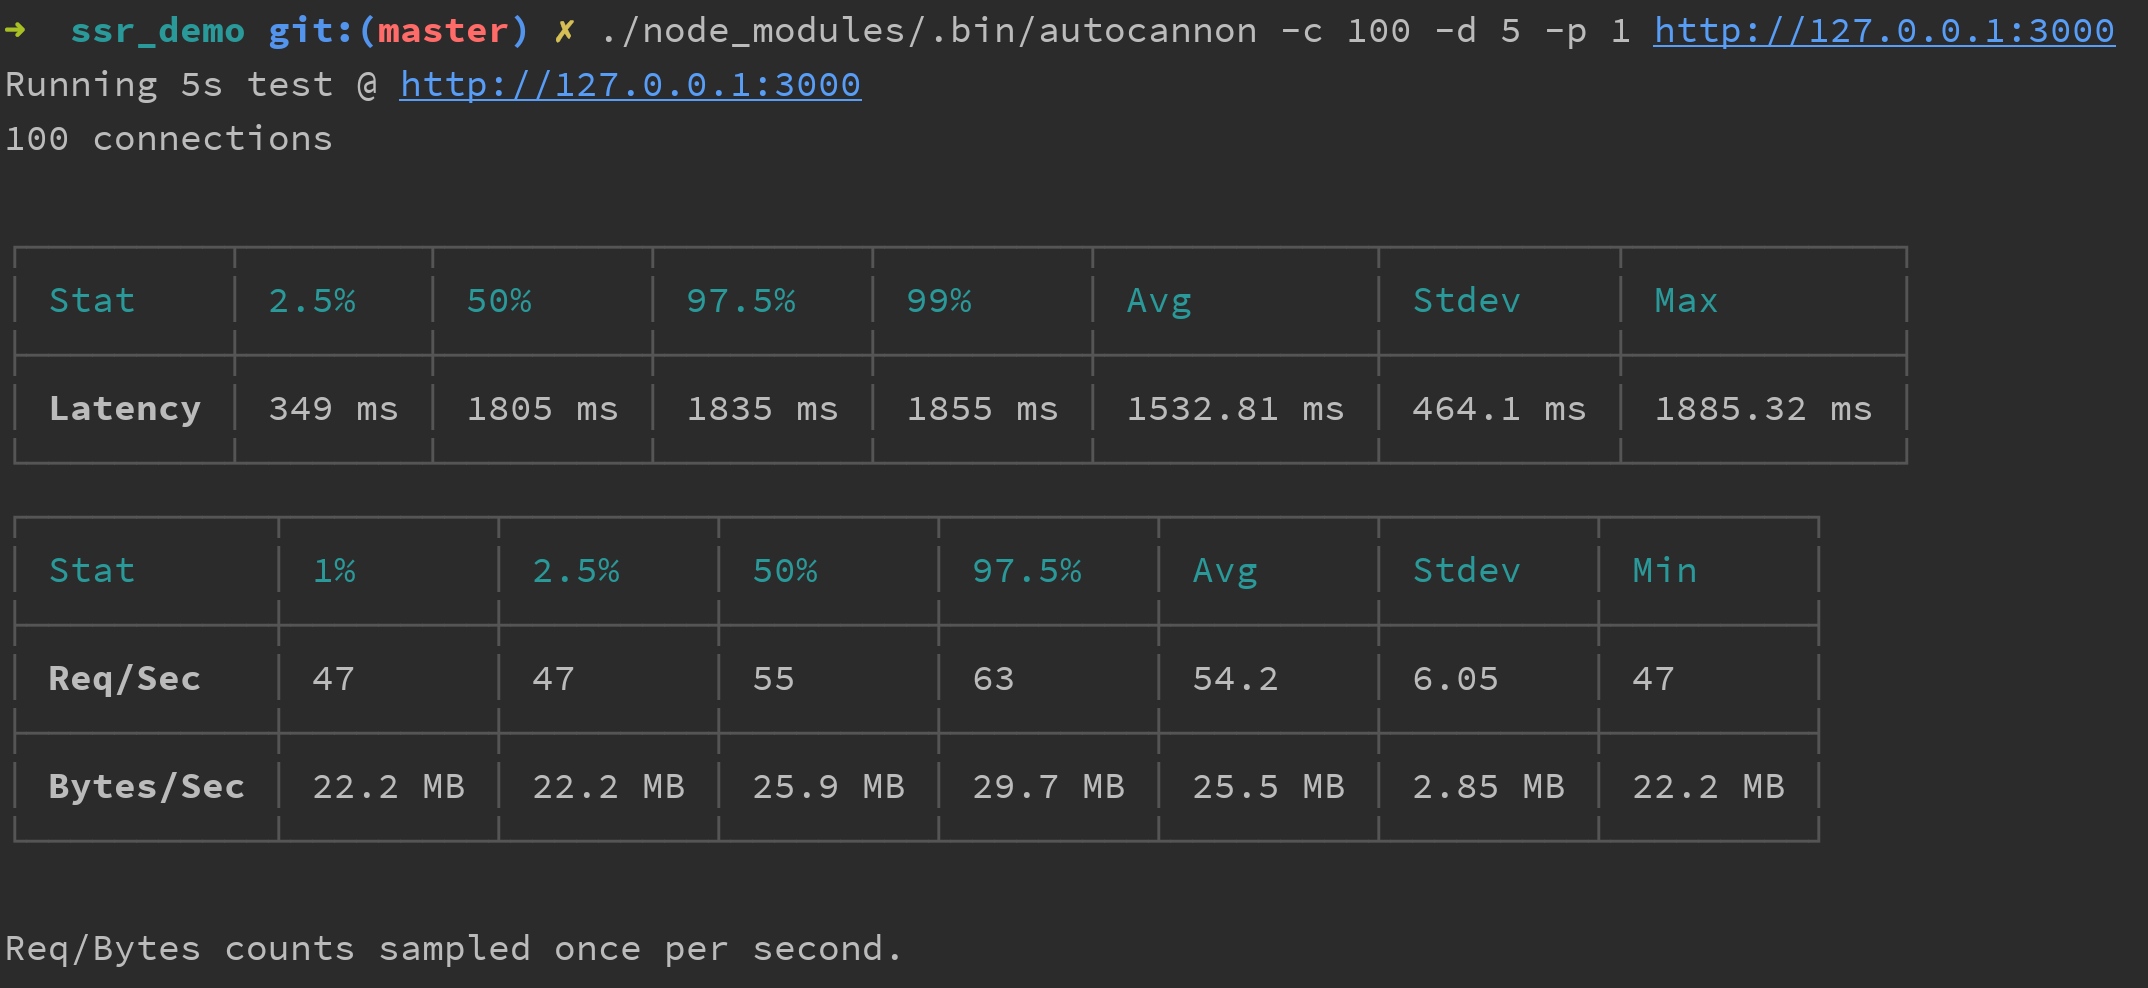 ➜ ssr_demo git:(master) ✗ ./node_modules/.bin/autocannon -c 100 -d 5 -p 1 http://127.0.0.1:3000
Running 5s test @ http://127.0.0.1:3000
100 connections
Stat 2.5% 50% 97.5% 99% Avg Stdev Max
Latency 349 ms 1805 ms 1835 ms 1855 ms 1532.81 ms 464.1 ms 1885.32 ms
Stat 1% 2.5% 50% 97.5% Avg Stdev Min
Req/Sec 47 47 55 63 54.2 6.05 47
Bytes/Sec 22.2 MB 22.2 MB 25.9 MB 29.7 MB 25.5 MB 2.85 MB 22.2 MB
Req/Bytes counts sampled once per second.